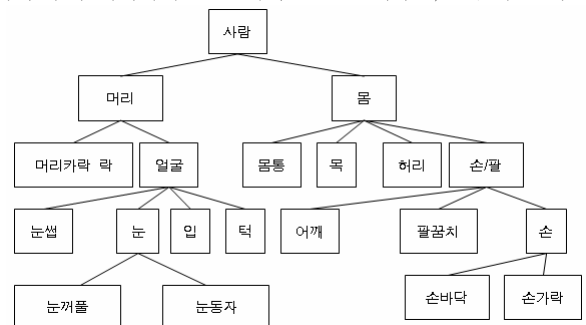 사람
머리 몸
머리카락 락 얼굴 몸통 목 허리 손/팔
눈썹 눈 입 턱 어깨 팔꿈치 손
눈꺼풀 눈동자 손바닥 손가락